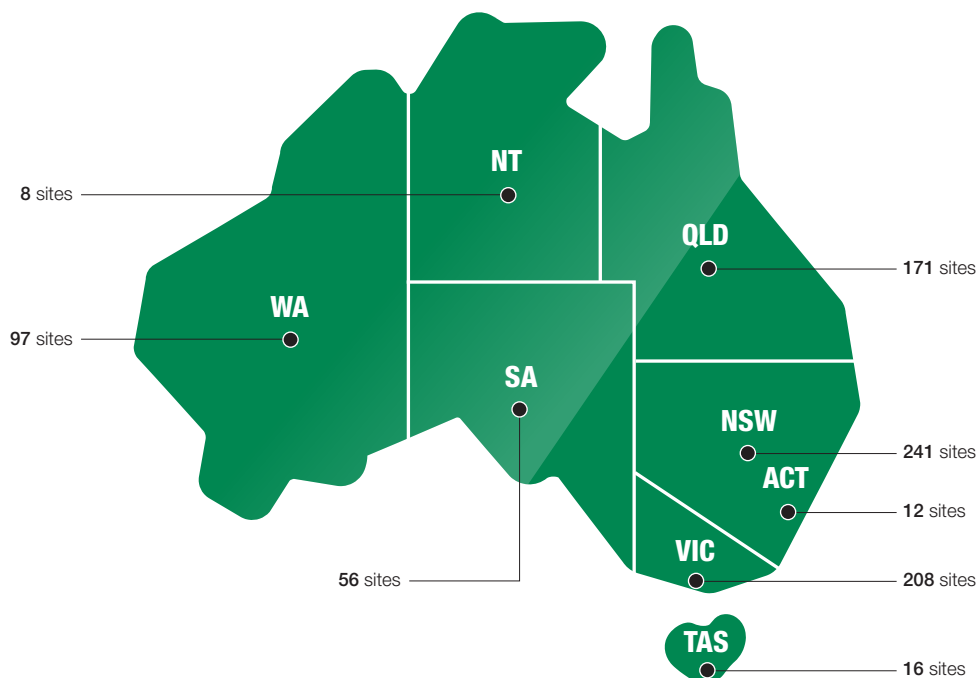 NT
8 sites
QLD
171 sites
WA
97 sites
SA
NSW
241 sites
ACT
12 sites
VIC
56 sites
208 sites
TAS
16 sites